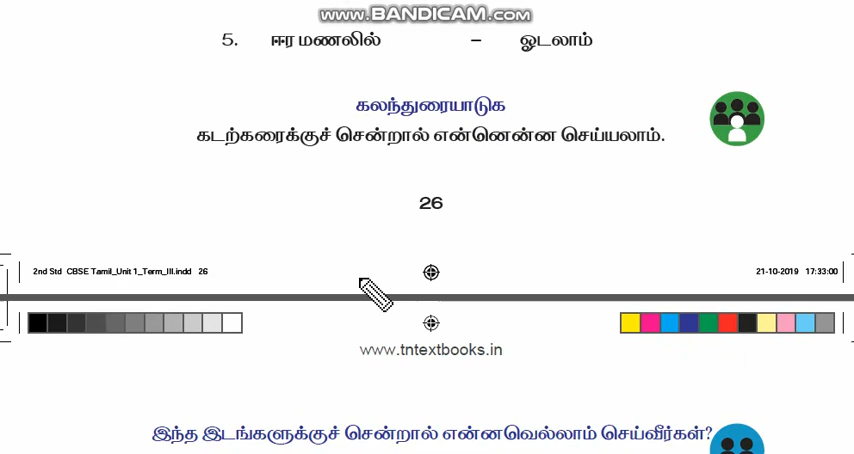 www.BANDICAM.com
5. ஈர மணலில் – ஓடலாம்
கலந்துரையாடுக
கடற்கரைக்குச் சென்றால் என்னென்ன செய்யலாம்.
26
2nd Std CBSE Tamil_Unit 1_Term_III.indd 26 21-10-2019 17:33:00
www.tntextbooks.in
இந்த இடங்களுக்குச் சென்றால் என்னவெல்லாம் செய்வீர்கள்?